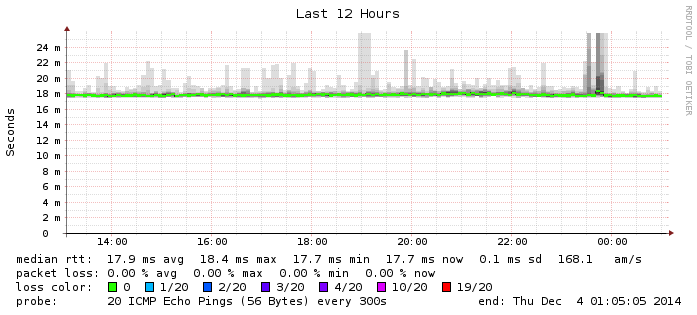 Last 12 Hours
RRDTOOL / TOBI OETIKER
Seconds
24 m
22 m
20 m
18 m
16 m
14 m
12 m
10 m
8 m
6 m
4 m
2 m
0
14:00 16:00 18:00 20:00 22:00 00:00
median rtt: 17.9 ms avg 18.4 ms max 17.7 ms min 17.7 ms now 0.1 ms sd 168.1 am/s
packet loss: 0.00 % avg 0.00 % max 0.00 % min 0.00 % now
loss color: 0 1/20 2/20 3/20 4/20 10/20 19/20
probe: 20 ICMP Echo Pings (56 Bytes) every 300s end: Thu Dec 4 01:05:05 2014